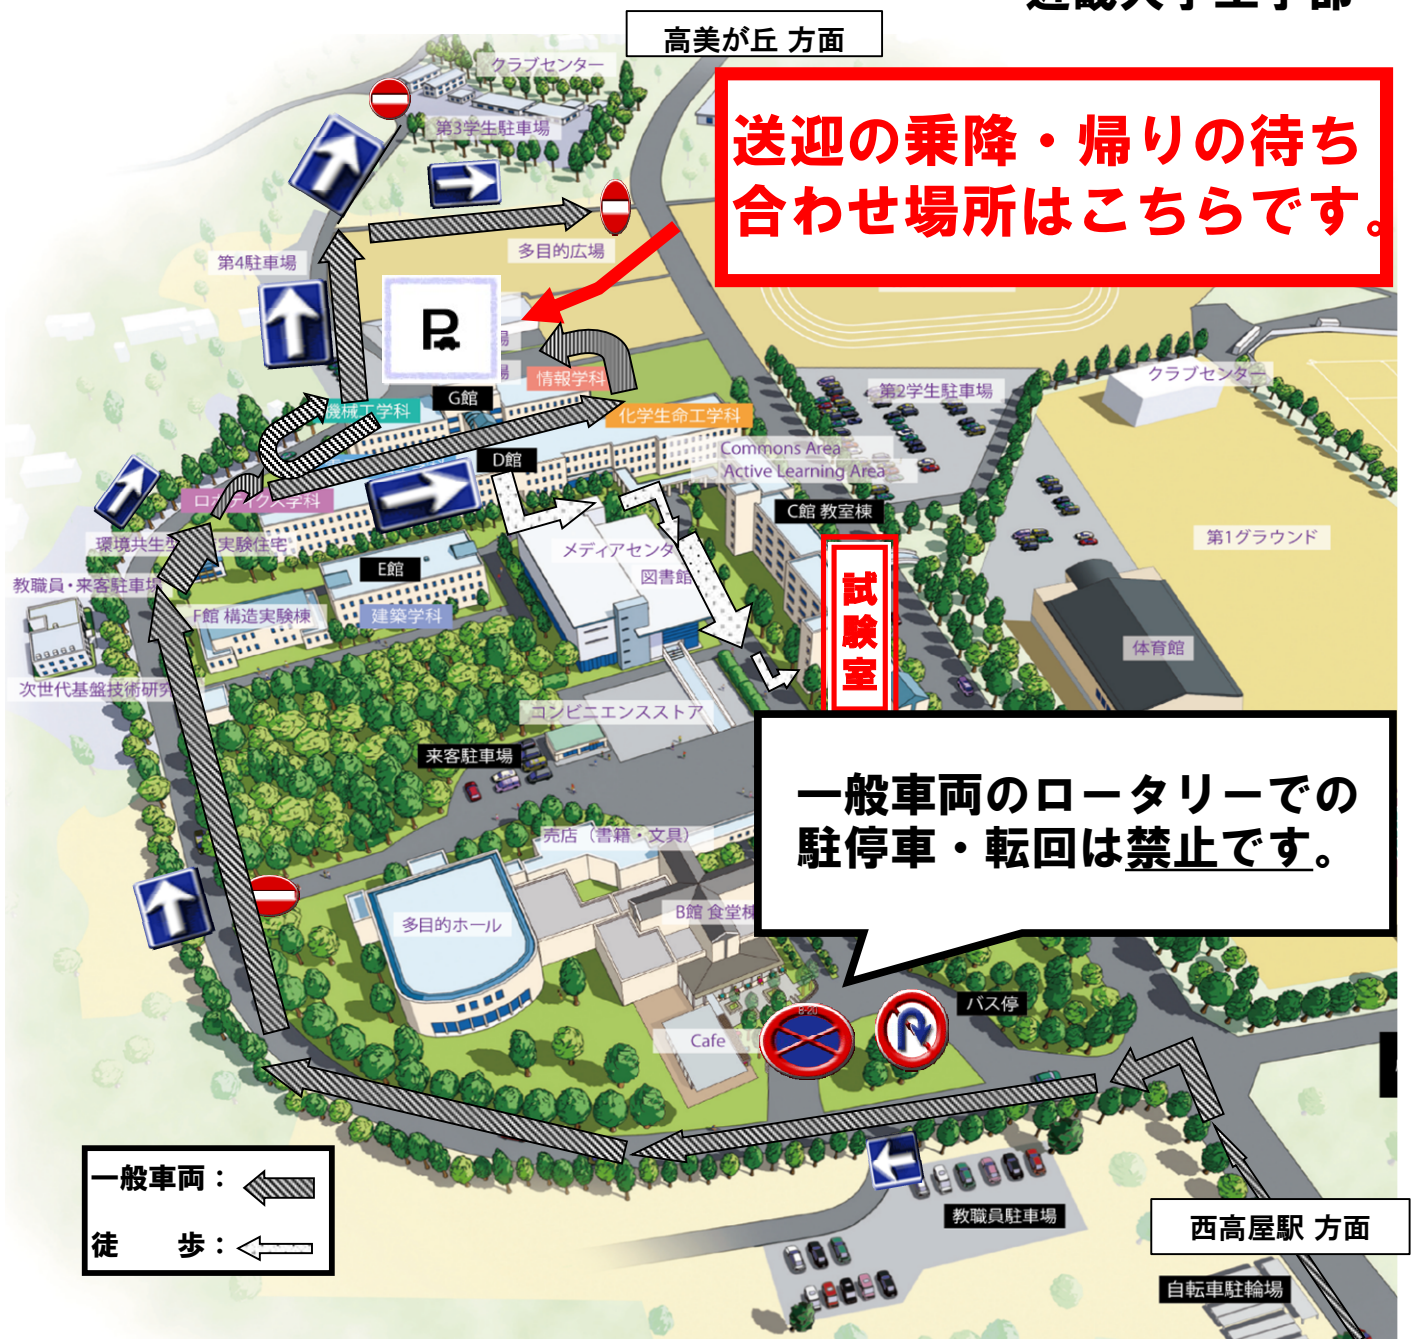 高美が丘 方面
クラブセンター
第3学生駐車場
送迎の乗降・帰りの待ち
合わせ場所はこちらです。
多目的広場
第4駐車場
P
場
場
情報学科
クラブセンター
第2学生駐車場
G館
機械工学科
化学生命工学科
Commons Area
Active Learning Area
D館
C館 教室棟
第1グラウンド
環境共生
実験住宅
メディアセンタ
図書館
E館
教職員・来客駐車場
試験室
F館 構造実験棟
建築学科
体育館
次世代基盤技術研究
コンビニエンスストア
来客駐車場
一般車両のロータリーでの
駐停車・転回は禁止です。
売店（書籍・文具）
多目的ホール
B館 食堂棟
バス停
Cafe
一般車両：
徒 歩：
教職員駐車場
西高屋駅 方面
自転車駐輪場